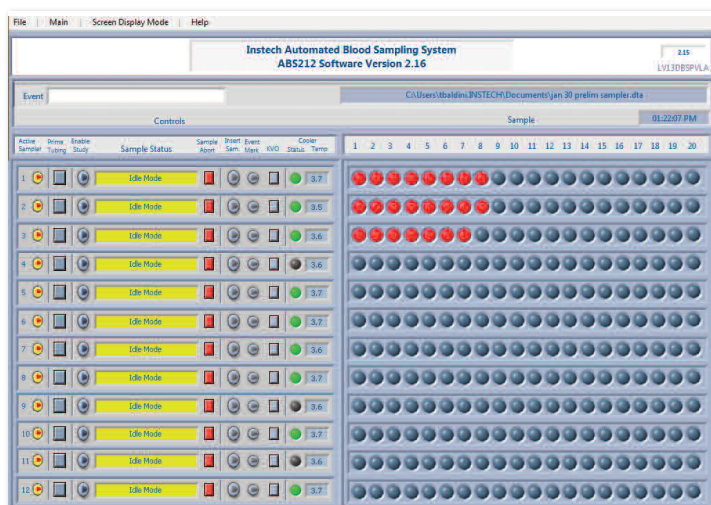 File | Main | Screen Display Mode | Help
Instech Automated Blood Sampling System
ABS212 Software Version 2.16
2.15
LV13DBSPVLA
Event
C:\Users\tbaldini.INSTECH\Documents\jan 30 prelim sampler.dta
Controls
Sample
01:22:07 PM
Active Sampler
Prime Tubing
Enable Study
Sample Status
Sample Abort
Insert Sam.
Event Mark
KVO
Cooler Status Temp
1 2 3 4 5 6 7 8 9 10 11 12 13 14 15 16 17 18 19 20
1 Idle Mode 3.7
2 Idle Mode 3.5
3 Idle Mode 3.6
4 Idle Mode 3.6
5 Idle Mode 3.7
6 Idle Mode 3.7
7 Idle Mode 3.6
8 Idle Mode 3.7
9 Idle Mode 3.6
10 Idle Mode 3.7
11 Idle Mode 3.6
12 Idle Mode 3.7